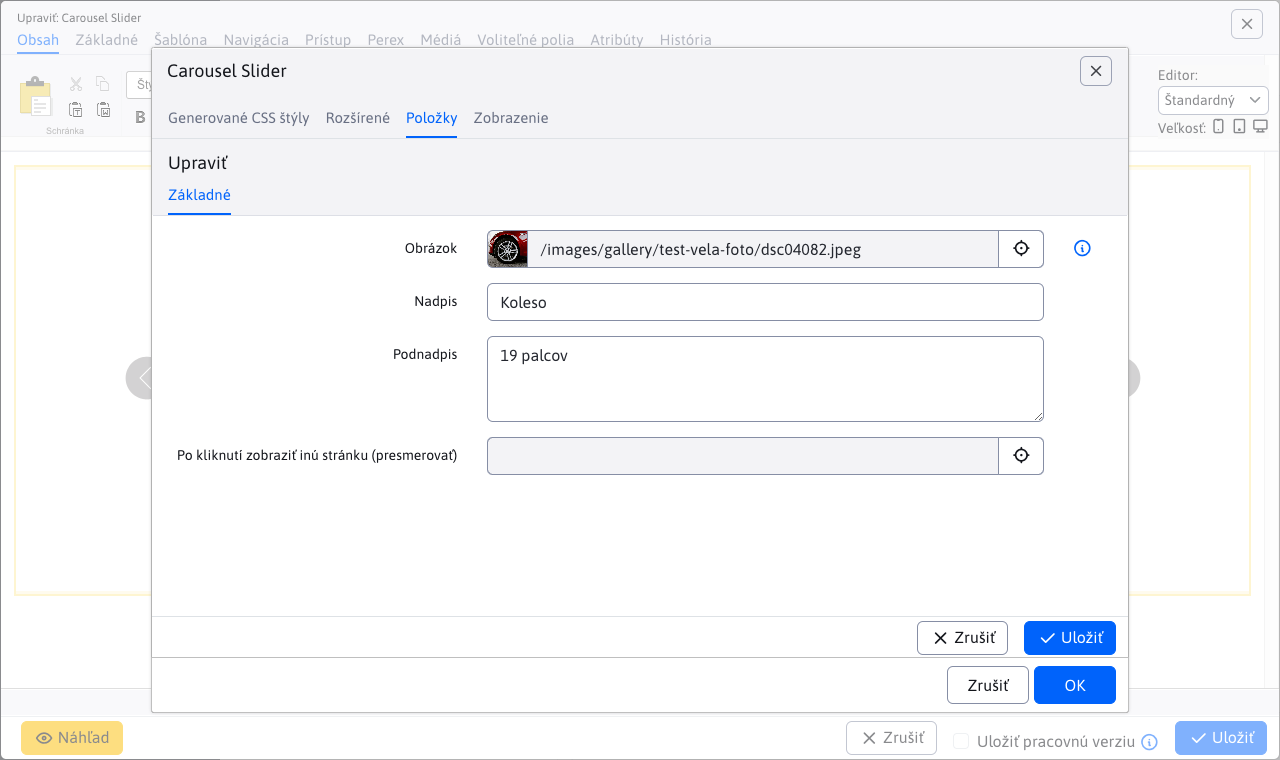 Upraviť: Carousel Slider
Obsah Základné Šablóna Navigácia Prístup Perex Médiá Voliteľné polia Atribúty História
Schránka
Ští
B
Editor:
Štandardný
Veľkosť:
Carousel Slider
Generované CSS štýly Rozšírené Položky Zobrazenie
Upraviť
Základné
Obrázok /images/gallery/test-vela-foto/dsc04082.jpeg
Nadpis Koleso
Podnadpis 19 palcov
Po kliknutí zobraziť inú stránku (presmerovať)
Zrušiť Uložiť
Zrušiť OK
Náhľad Zrušiť Uložiť pracovnú verziu Uložiť